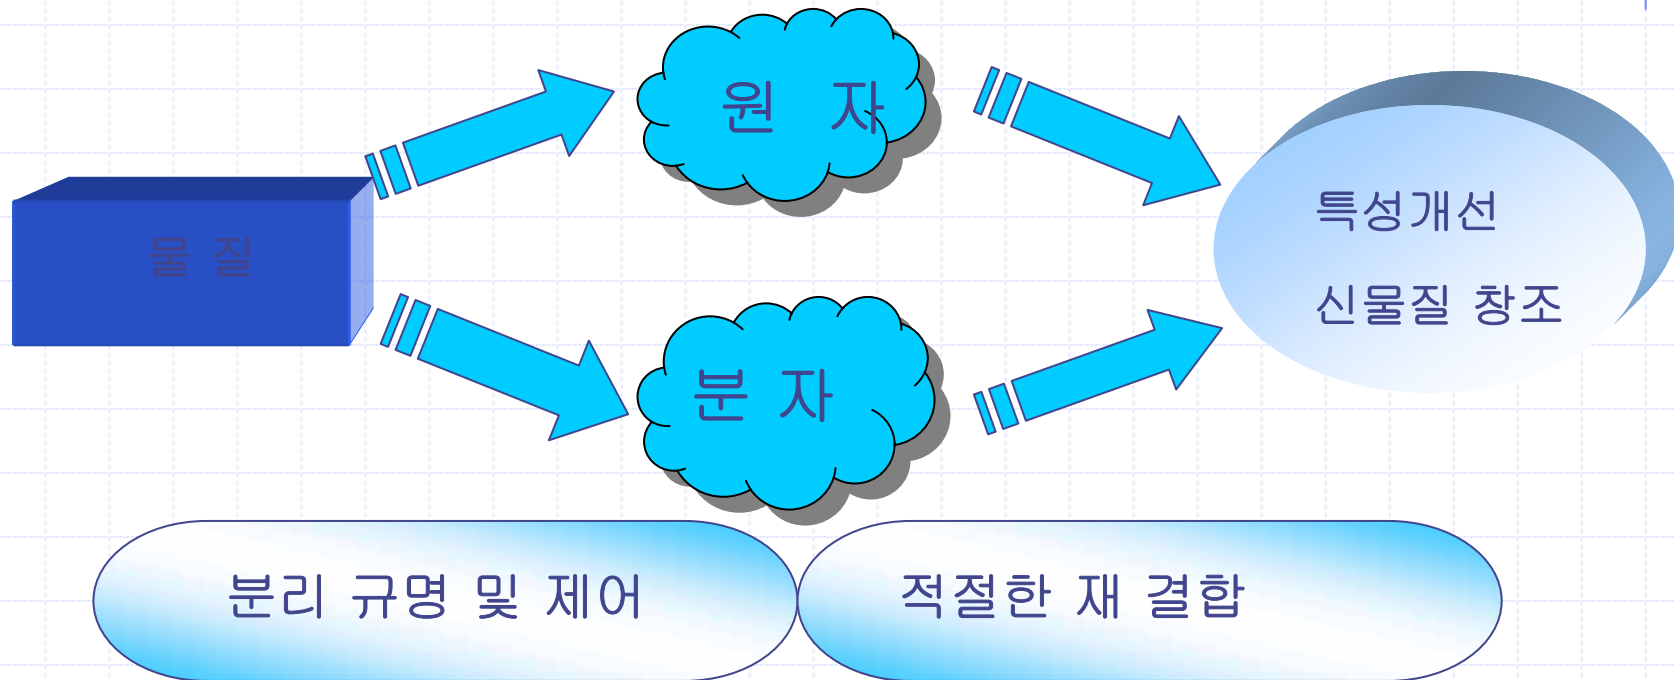 원 자
물 질
특성개선
신물질 창조
분 자
분리 규명 및 제어
적절한 재 결합